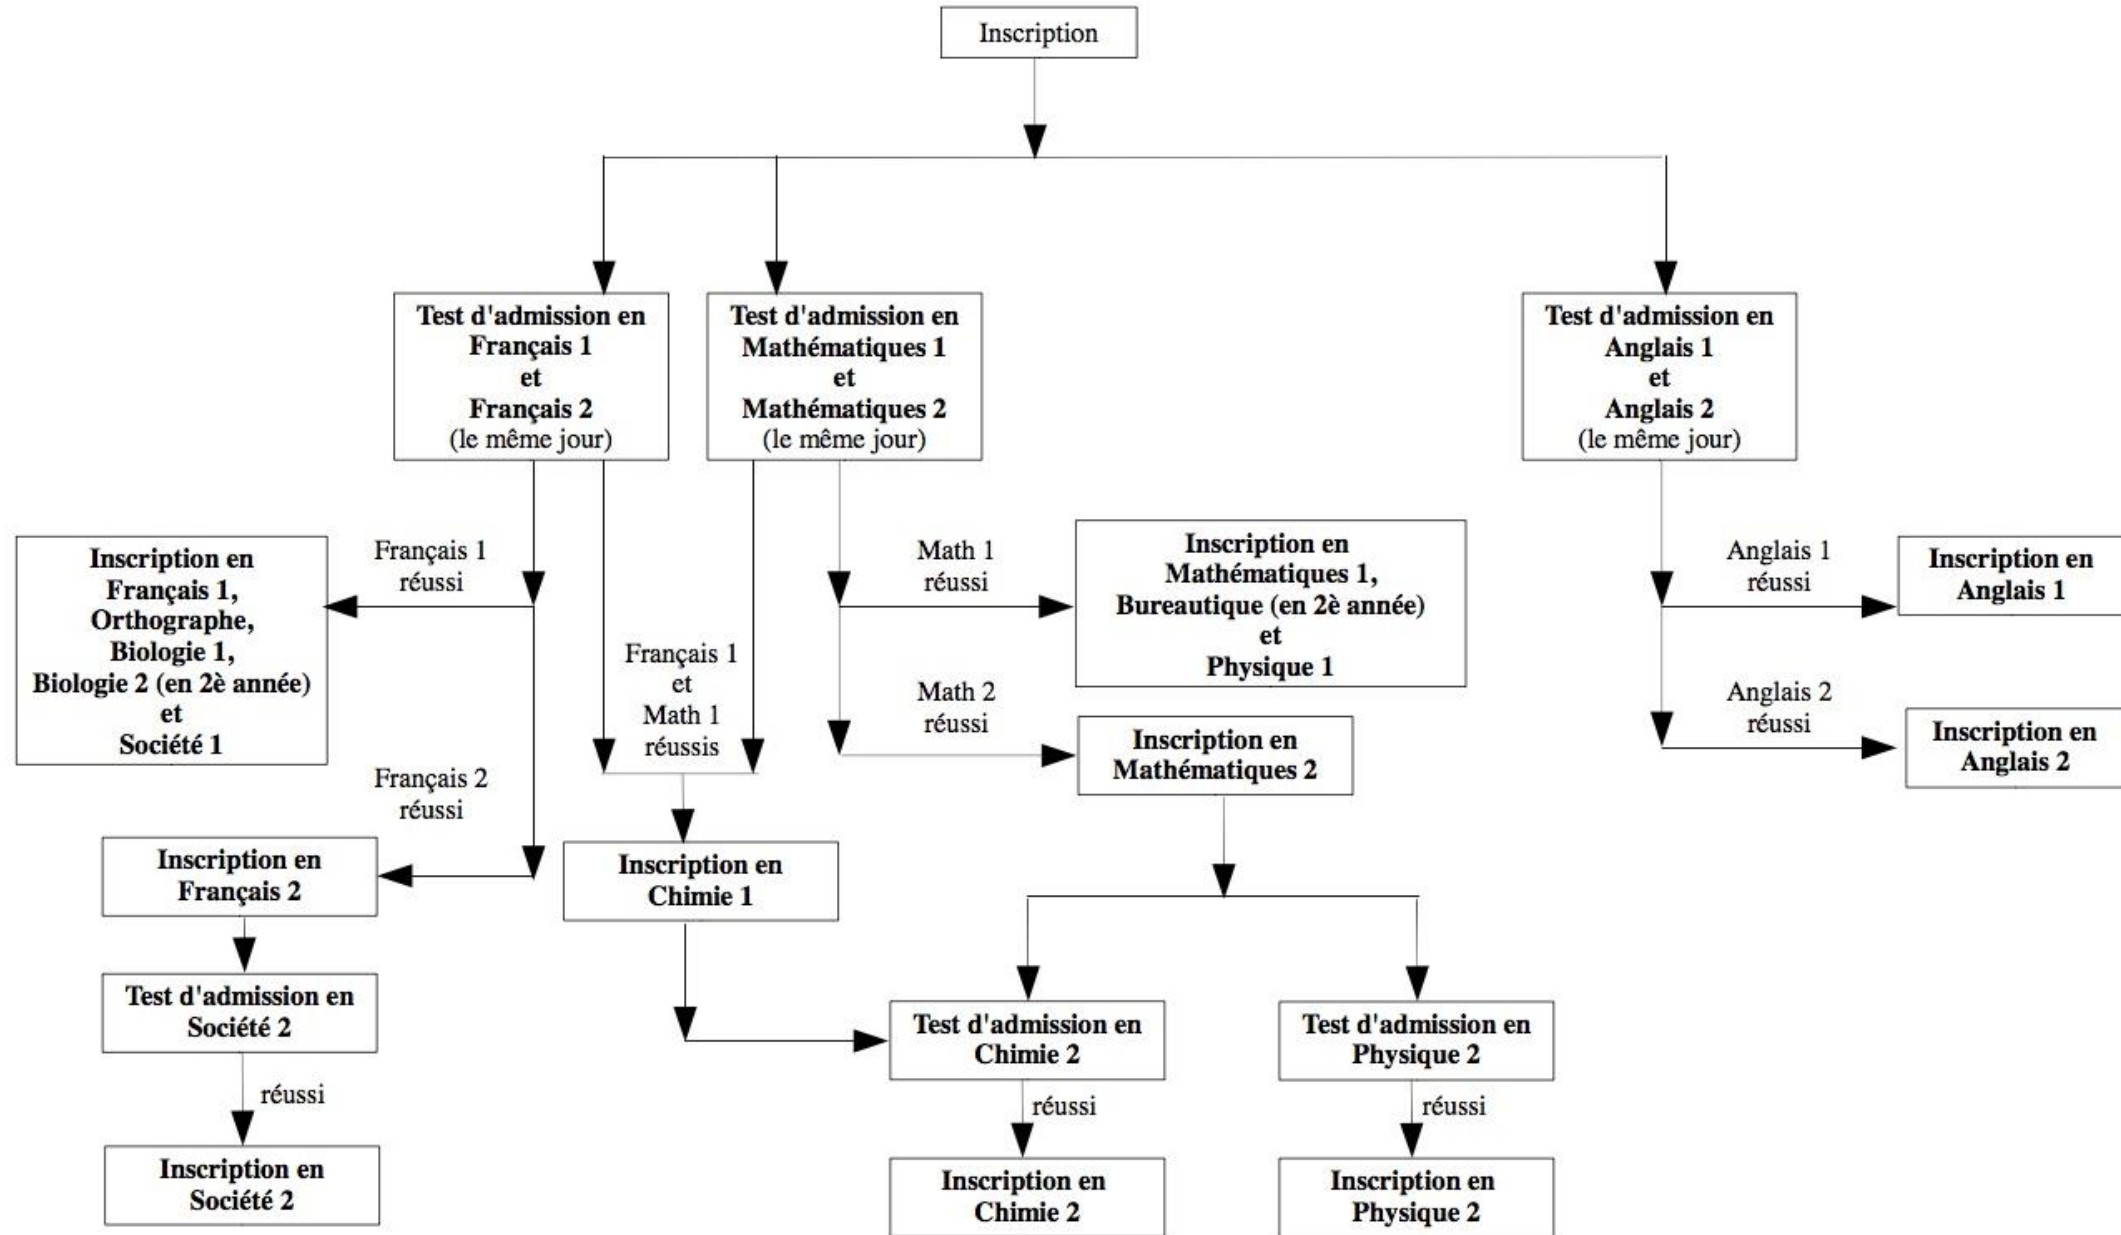 Inscription
Test d'admission en
Français 1
et
Français 2
(le même jour)
Test d'admission en
Mathématiques 1
et
Mathématiques 2
(le même jour)
Test d'admission en
Anglais 1
et
Anglais 2
(le même jour)
Inscription en
Français 1,
Orthographe,
Biologie 1,
Biologie 2 (en 2è année)
et
Société 1
Français 1
réussi
Français 1
et
Math 1
réussis
Math 1
réussi
Inscription en
Mathématiques 1,
Bureautique (en 2è année)
et
Physique 1
Anglais 1
réussi
Inscription en
Anglais 1
Math 2
réussi
Inscription en
Mathématiques 2
Anglais 2
réussi
Inscription en
Anglais 2
Français 2
réussi
Inscription en
Français 2
Inscription en
Chimie 1
Test d'admission en
Société 2
Test d'admission en
Chimie 2
Test d'admission en
Physique 2
réussi
réussi
réussi
Inscription en
Société 2
Inscription en
Chimie 2
Inscription en
Physique 2